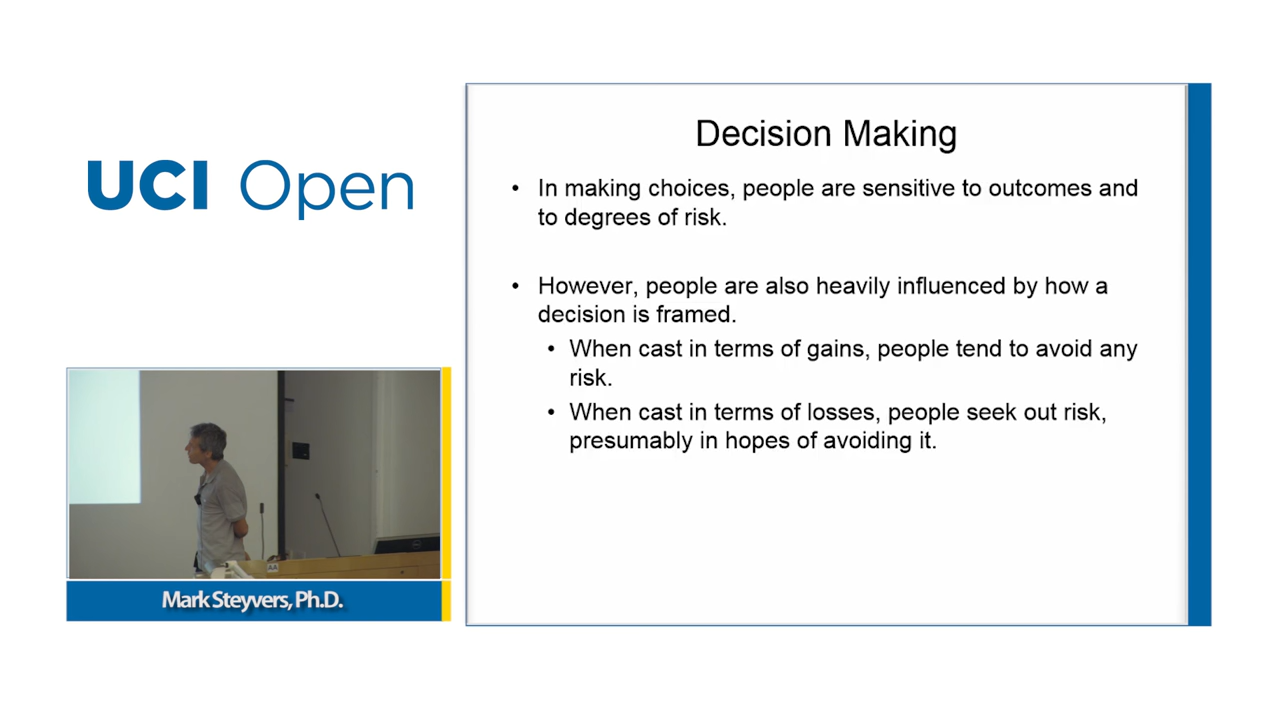 UCI Open
Mark Steyvers, Ph.D.
Decision Making
• In making choices, people are sensitive to outcomes and
to degrees of risk.
• However, people are also heavily influenced by how a
decision is framed.
• When cast in terms of gains, people tend to avoid any
risk.
• When cast in terms of losses, people seek out risk,
presumably in hopes of avoiding it.